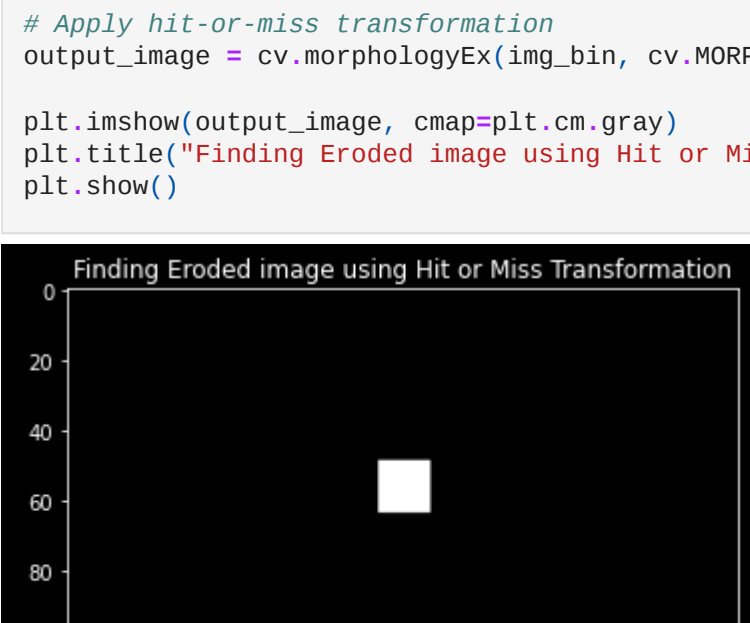 # Apply hit-or-miss transformation
output_image = cv.morphologyEx(img_bin, cv.MOR
plt.imshow(output_image, cmap=plt.cm.gray)
plt.title("Finding Eroded image using Hit or Mi
plt.show()
Finding Eroded image using Hit or Miss Transformation
0
20
40
60
80